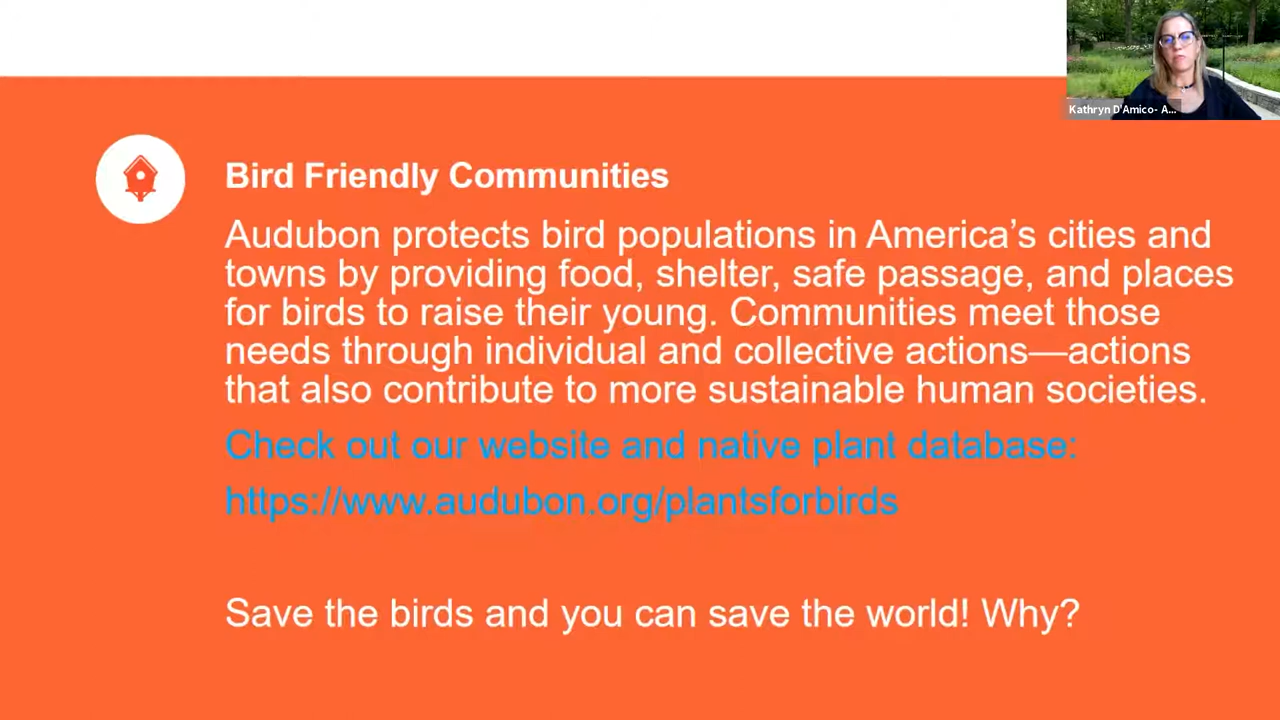 Kathryn D'Amico- A...
Bird Friendly Communities
Audubon protects bird populations in America’s cities and
towns by providing food, shelter, safe passage, and places
for birds to raise their young. Communities meet those
needs through individual and collective actions—actions
that also contribute to more sustainable human societies.
Check out our website and native plant database:
https://www.audubon.org/plantsforbirds
Save the birds and you can save the world! Why?